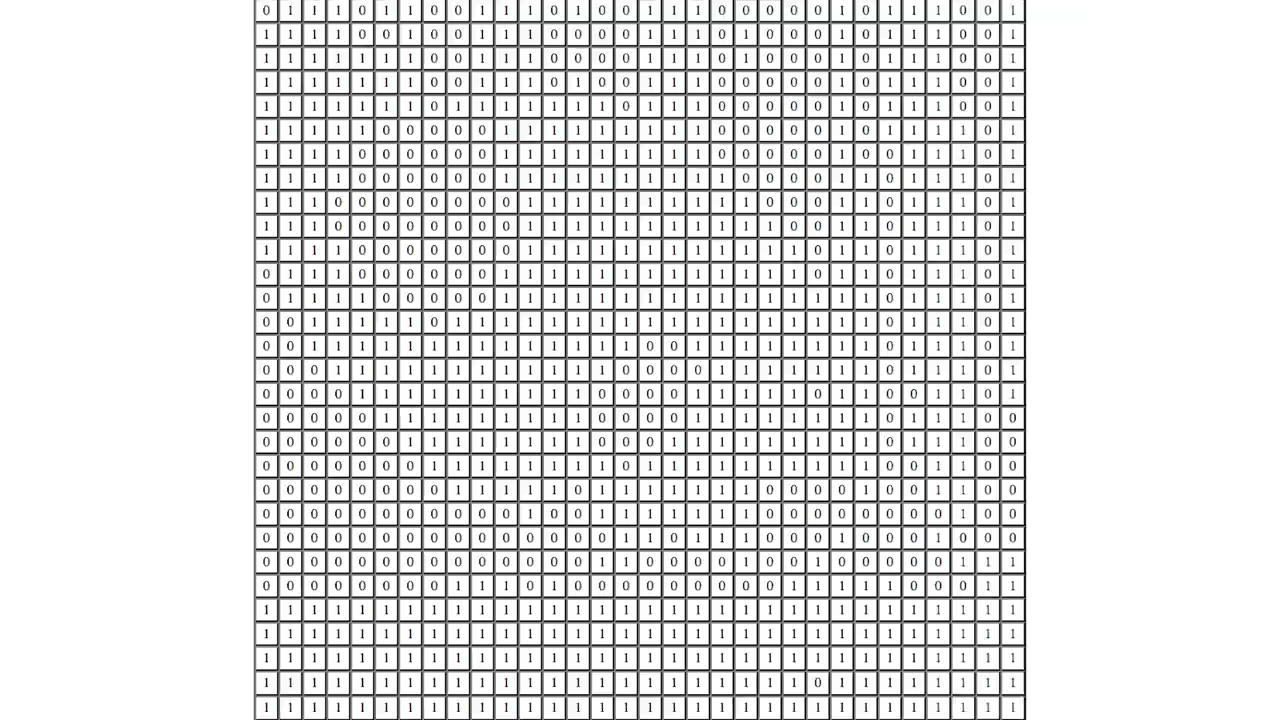 0 1 1 1 0 1 1 0 0 1 1 0 0 1 0 0 1 1 1 0 0 0 0 0 1 0 1 1 1 0 0 1
1 1 1 1 0 0 1 0 0 1 1 1 0 0 0 0 1 1 1 0 1 0 0 0 1 0 1 1 1 0 0 1
1 1 1 1 1 1 1 0 0 1 1 1 0 0 0 0 1 1 1 0 1 0 0 0 1 0 1 1 1 0 0 1
1 1 1 1 1 1 1 0 0 1 1 1 0 1 0 0 1 1 1 0 0 0 0 0 1 0 1 1 1 0 0 1
1 1 1 1 1 1 1 0 1 1 1 1 1 1 1 0 1 1 1 0 0 0 0 0 1 0 1 1 1 0 0 1
1 1 1 1 1 0 0 0 0 0 1 1 1 1 1 1 1 1 1 0 0 0 0 0 1 0 1 1 1 1 0 1
1 1 1 1 0 0 0 0 0 0 1 1 1 1 1 1 1 1 1 0 0 0 0 0 1 0 0 1 1 1 0 1
1 1 1 1 0 0 0 0 0 0 1 1 1 1 1 1 1 1 1 1 0 0 0 0 1 1 0 1 1 1 0 1
1 1 1 0 0 0 0 0 0 0 0 1 1 1 1 1 1 1 1 1 1 0 0 0 1 1 0 1 1 1 0 1
1 1 1 0 0 0 0 0 0 0 0 1 1 1 1 1 1 1 1 1 1 1 0 0 1 1 0 1 1 1 0 1
1 1 1 1 0 0 0 0 0 0 0 1 1 1 1 1 1 1 1 1 1 1 1 0 1 1 0 1 1 1 0 1
0 1 1 1 0 0 0 0 0 0 1 1 1 1 1 1 1 1 1 1 1 1 1 0 1 1 0 1 1 1 0 1
0 1 1 1 1 0 0 0 0 0 1 1 1 1 1 1 1 1 1 1 1 1 1 1 1 1 0 1 1 1 0 1
0 0 1 1 1 1 1 0 1 1 1 1 1 1 1 1 1 1 1 1 1 1 1 1 1 1 0 1 1 1 0 1
0 0 1 1 1 1 1 1 1 1 1 1 1 1 1 1 0 0 1 1 1 1 1 1 1 1 0 1 1 1 0 1
0 0 0 1 1 1 1 1 1 1 1 1 1 1 1 0 0 0 0 1 1 1 1 1 1 1 0 1 1 1 0 1
0 0 0 0 1 1 1 1 1 1 1 1 1 1 0 0 0 0 1 1 1 1 1 0 1 1 0 0 1 1 0 1
0 0 0 0 0 1 1 1 1 1 1 1 1 1 0 0 0 0 1 1 1 1 1 1 1 1 0 1 1 1 0 0
0 0 0 0 0 0 1 1 1 1 1 1 1 1 0 0 0 1 1 1 1 1 1 1 1 1 0 1 1 1 0 0
0 0 0 0 0 0 0 1 1 1 1 1 1 1 1 0 1 1 1 1 1 1 1 1 1 1 0 0 1 1 0 0
0 0 0 0 0 0 0 0 1 1 1 1 1 0 1 1 1 1 1 1 1 0 0 0 0 1 0 0 1 1 0 0
0 0 0 0 0 0 0 0 0 0 0 1 0 0 1 1 1 1 1 1 1 0 0 0 0 0 0 0 0 1 0 0
0 0 0 0 0 0 0 0 0 0 0 0 0 0 0 1 1 0 1 1 1 0 0 0 1 0 0 0 1 0 0 0
0 0 0 0 0 0 0 0 0 0 0 0 0 0 1 1 0 0 0 0 1 0 0 1 0 0 0 0 0 1 1 1
0 0 0 0 0 0 0 0 1 1 1 0 1 0 0 0 0 0 0 0 0 0 1 1 1 1 1 0 0 0 1 1
1 1 1 1 1 1 1 1 1 1 1 1 1 1 1 1 1 1 1 1 1 1 1 1 1 1 1 1 1 1 1 1
1 1 1 1 1 1 1 1 1 1 1 1 1 1 1 1 1 1 1 1 1 1 1 1 1 1 1 1 1 1 1 1
1 1 1 1 1 1 1 1 1 1 1 1 1 1 1 1 1 1 1 1 1 1 1 1 1 1 1 1 1 1 1 1
1 1 1 1 1 1 1 1 1 1 1 1 1 1 1 1 1 1 1 1 1 1 1 0 1 1 1 1 1 1 1 1
1 1 1 1 1 1 1 1 1 1 1 1 1 1 1 1 1 1 1 1 1 1 1 1 1 1 1 1 1 1 1 1